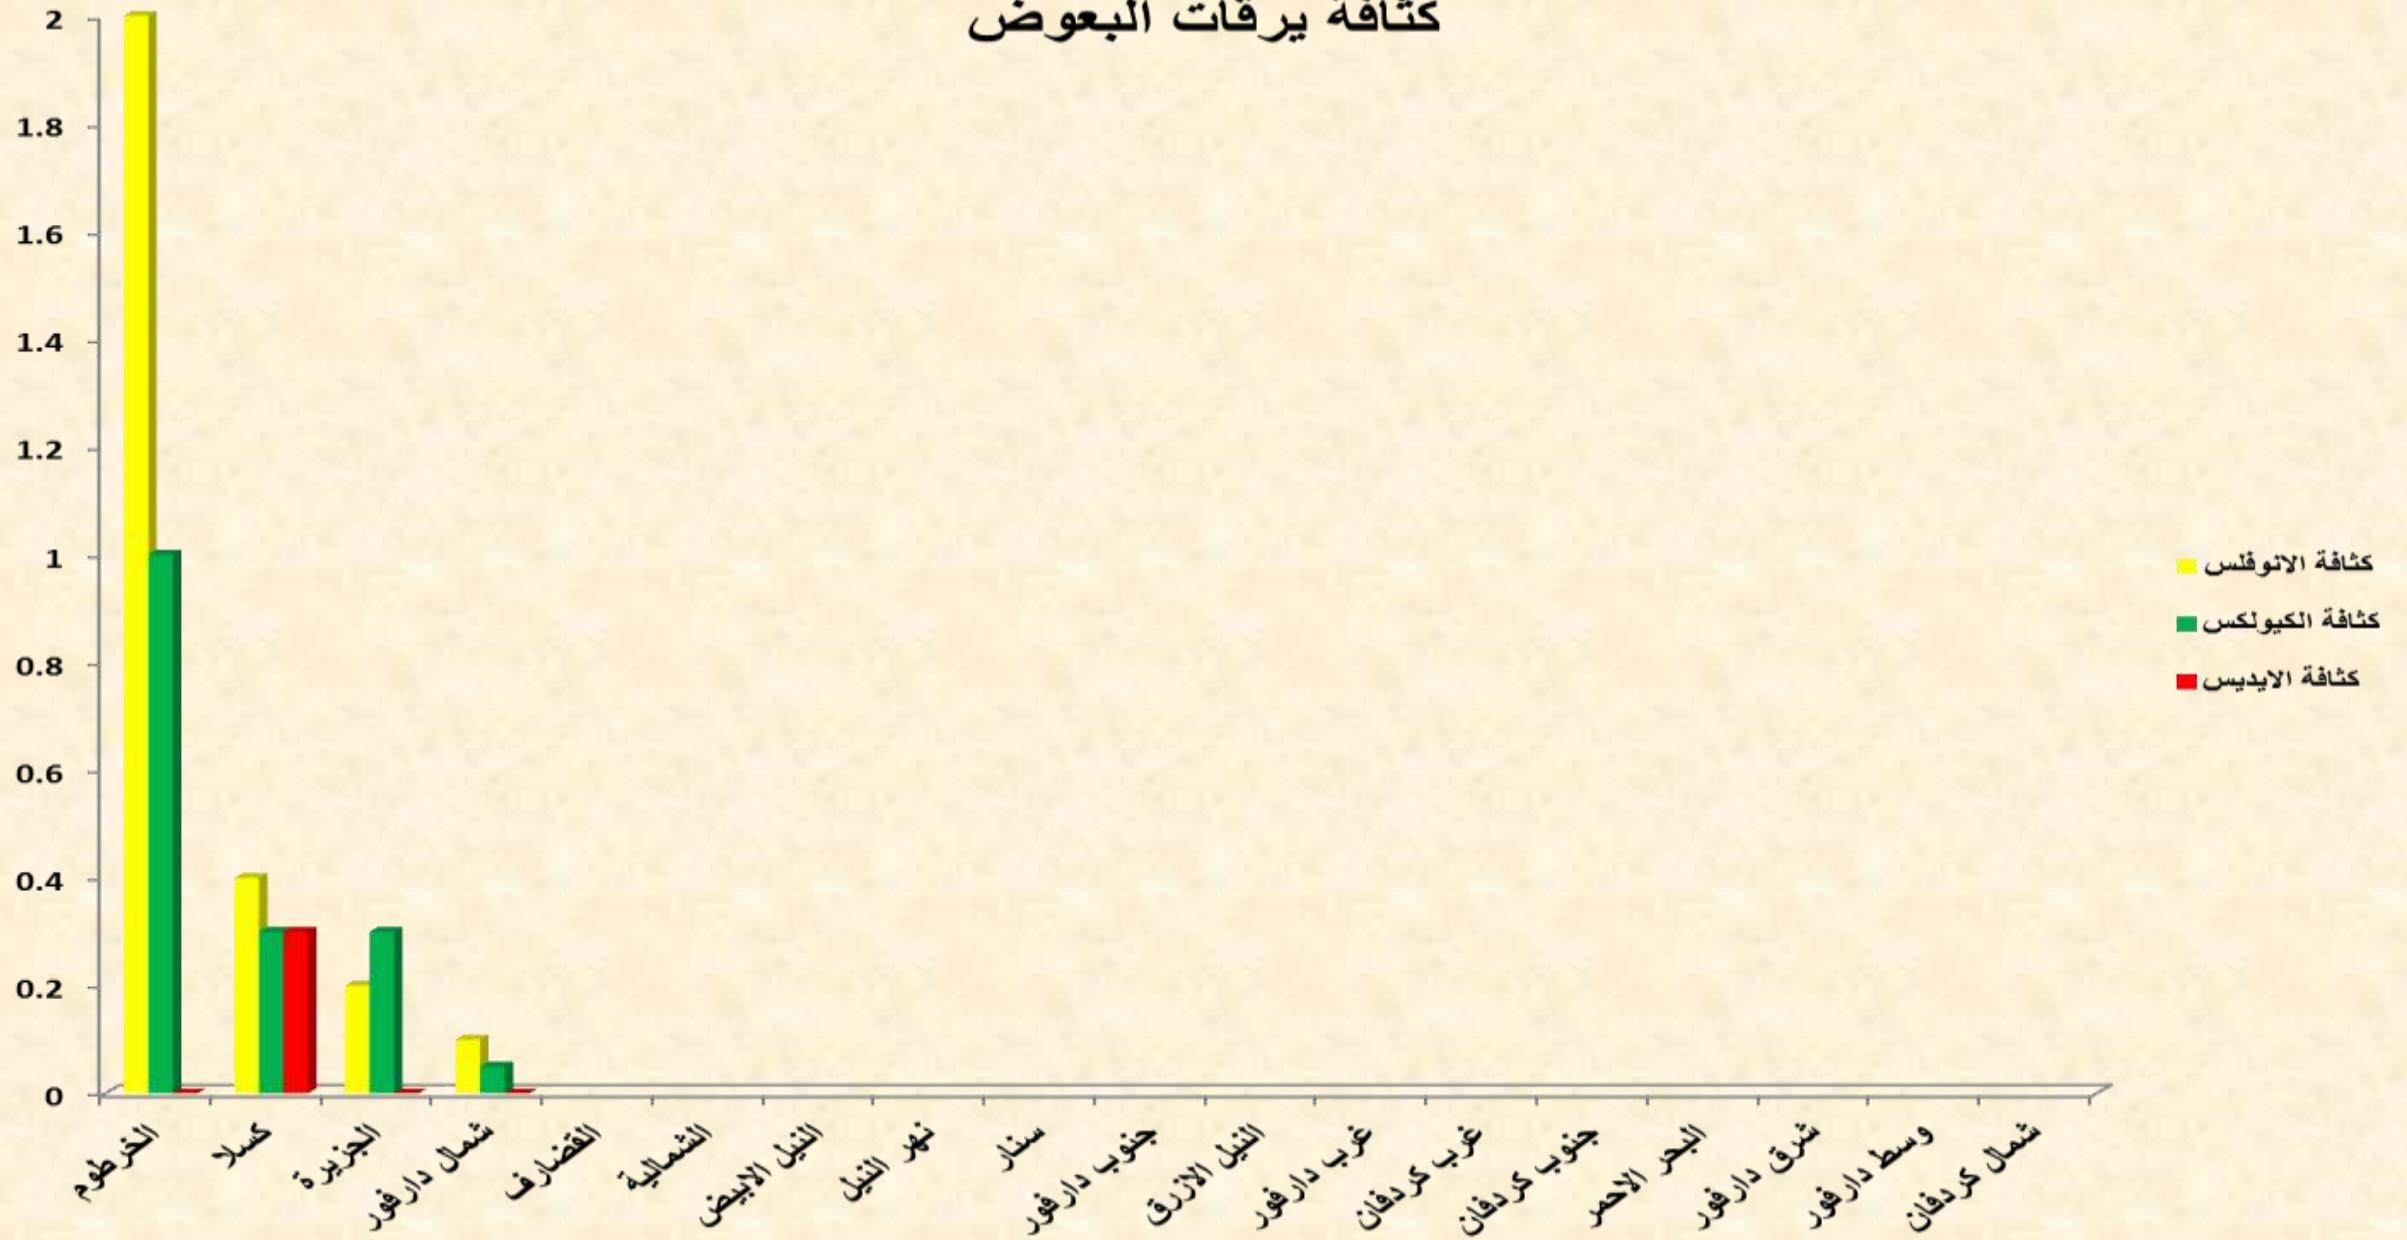 كثافة يرقات البعوض
2
1.8
1.6
1.4
1.2
1
0.8
0.6
0.4
0.2
0
الخرطوم
كسلا
الجزيرة
شمال دارفور
القضارف
الشمالية
النيل الابيض
نهر النيل
سنار
جنوب دارفور
النيل الازرق
غرب دارفور
غرب كردفان
جنوب كردفان
البحر الاحمر
شرق دارفور
وسط دارفور
شمال كردفان
كثافة الانوفلس
كثافة الكيولكس
كثافة الايديس